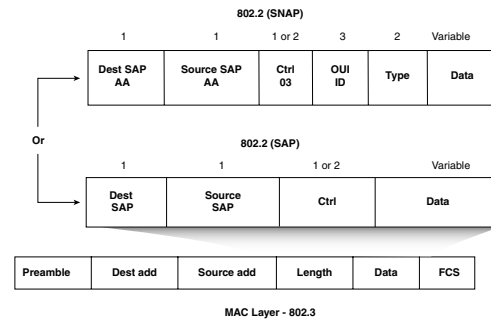 802.2 (SNAP)
1 1 1 or 2 3 2 Variable
Dest SAP AA
Source SAP AA
Ctrl 03
OUI ID
Type
Data
Or
802.2 (SAP)
1 1 1 or 2 Variable
Dest SAP
Source SAP
Ctrl
Data
Preamble Dest add Source add Length Data FCS
MAC Layer - 802.3